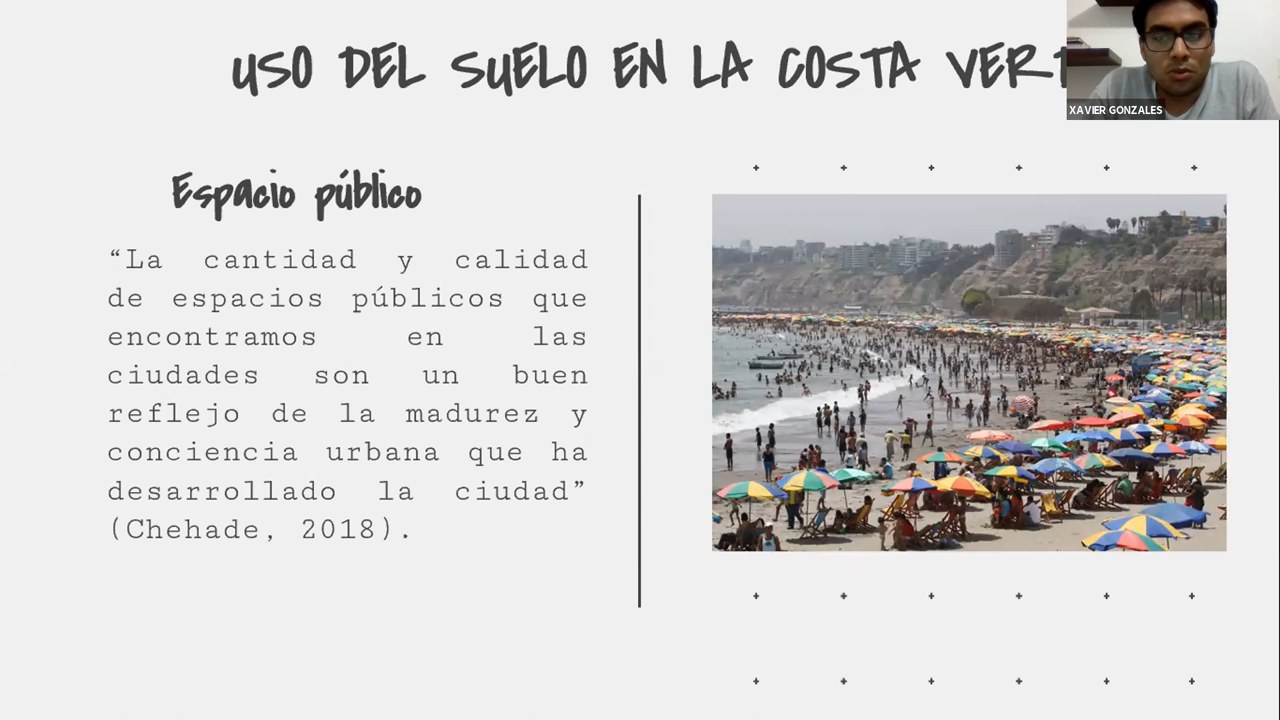 USO DEL SUELO EN LA COSTA
XAVIER GONZALES
Espacio público
“La cantidad y calidad
de espacios públicos que
encontramos en las
ciudades son un buen
reflejo de la madurez y
conciencia urbana que ha
desarrollado la ciudad”
(Chehade, 2018).